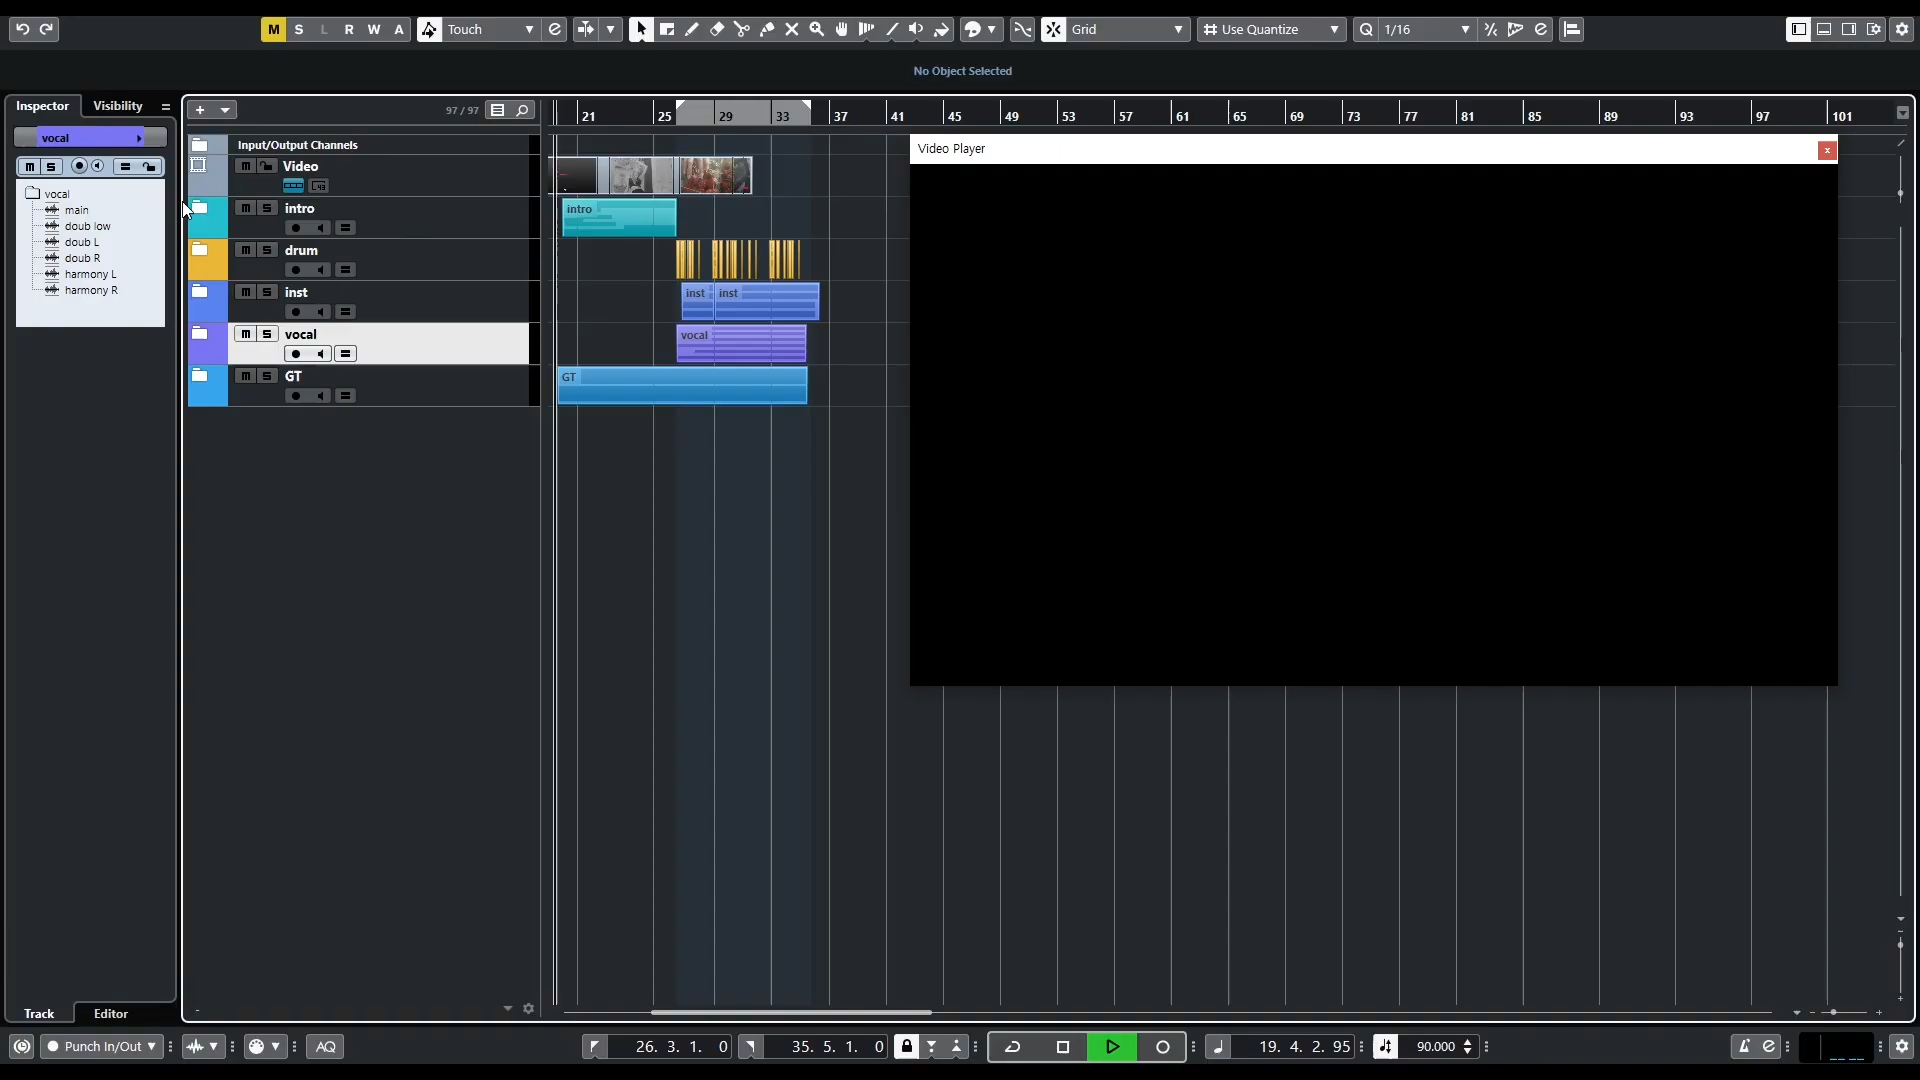 M S L R W A Touch Grid Use Quantize Q 1/16
No Object Selected
Inspector Visibility
97 / 97
21 25 29 33 37 41 45 49 53 57 61 65 69 73 77 81 85 89 93 97 101
vocal
Input/Output Channels
Video Player
x
M S
M Video
vocal
main
doub low
doub L
doub R
harmony L
harmony R
M S intro
intro
M S drum
M S inst
inst inst
M S vocal
vocal
M S GT
GT
Track Editor
Punch In/Out AQ 26. 3. 1. 0 35. 5. 1. 0 19. 4. 2. 95 90.000